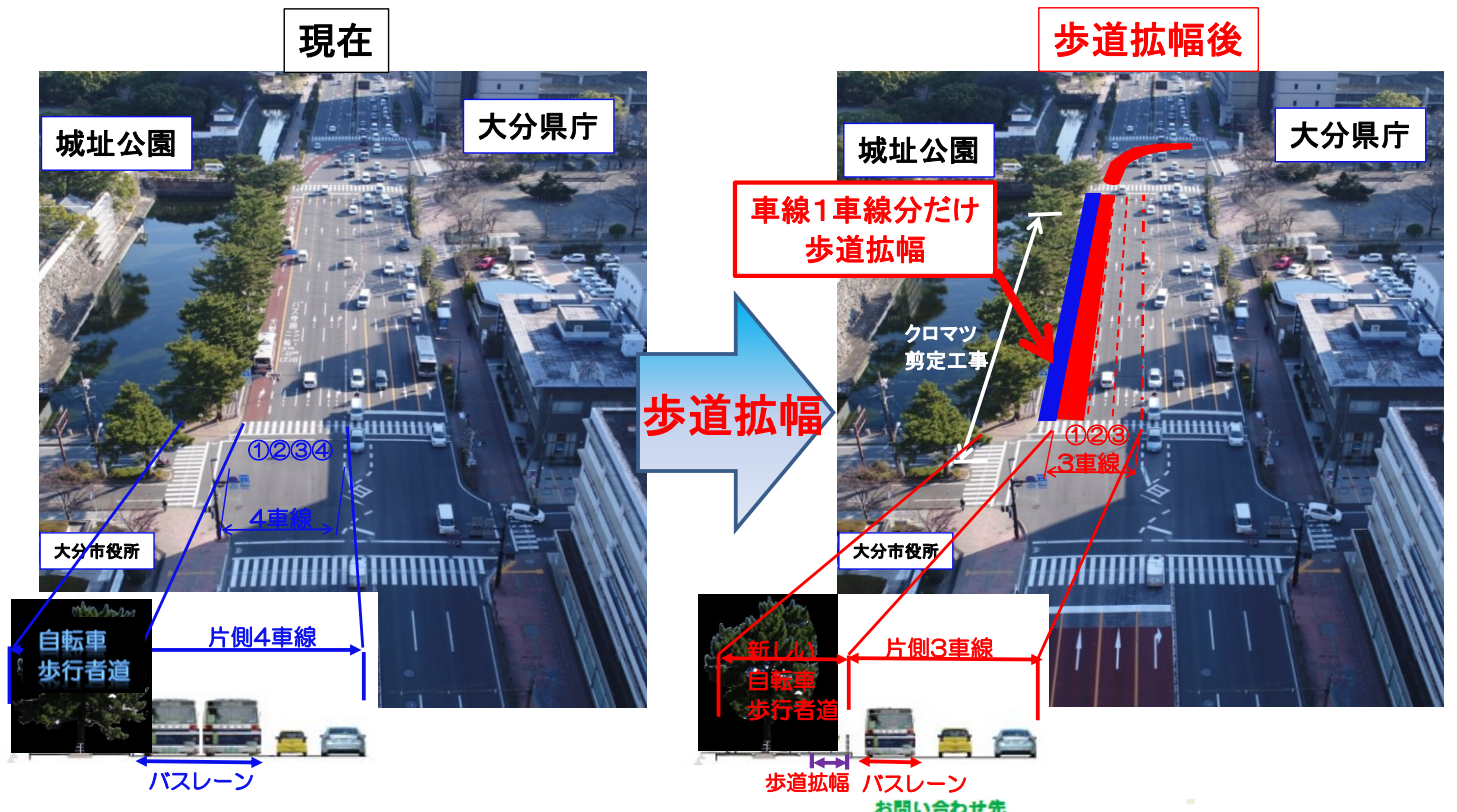 現在
城址公園
大分県庁
①②③④
4車線
大分市役所
自転車
歩行者道
片側4車線
バスレーン
歩道拡幅
歩道拡幅後
城址公園
大分県庁
車線1車線分だけ
歩道拡幅
クロマツ
剪定工事
①②③
3車線
大分市役所
新しい
自転車
歩行者道
片側3車線
歩道拡幅
バスレーン
お問い合わせ先